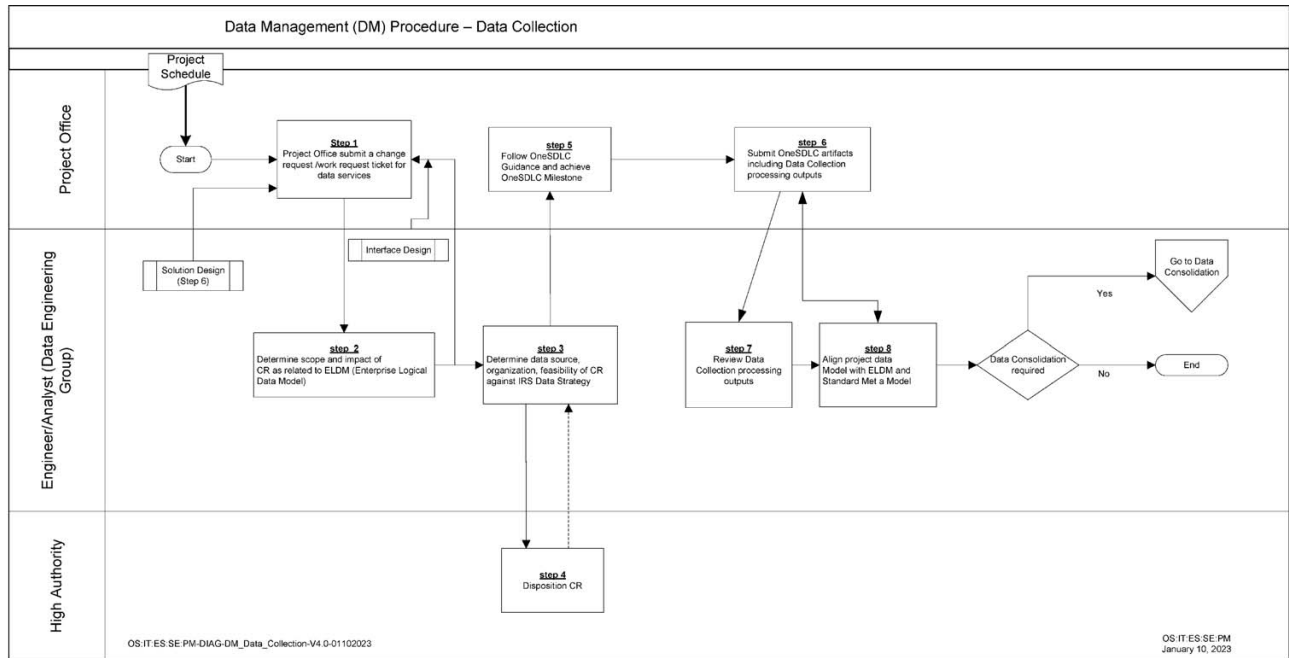 Data Management (DM) Procedure – Data Collection
Project
Schedule
Project Office
Start
Step 1
Project Office submit a change
request /work request ticket for
data services
step 5
Follow OneSDLC
Guidance and achieve
OneSDLC Milestone
step 6
Submit OneSDLC artifacts
including Data Collection
processing outputs
Engineer/Analyst (Data Engineering
Group)
Solution Design
(Step 6)
Interface Design
Go to Data
Consolidation
Yes
step 2
Determine scope and impact of
CR as related to ELDM (Enterprise Logical
Data Model)
step 3
Determine data source,
organization, feasibility of CR
against IRS Data Strategy
step 7
Review Data
Collection processing
outputs
step 8
Align project data
Model with ELDM and
Standard Met a Model
Data Consolidation
required
No
End
High Authority
step 4
Disposition CR
OS:IT:ES:SE:PM-DIAG-DM_Data_Collection-V4.0-01102023
OS:IT:ES:SE:PM
January 10, 2023